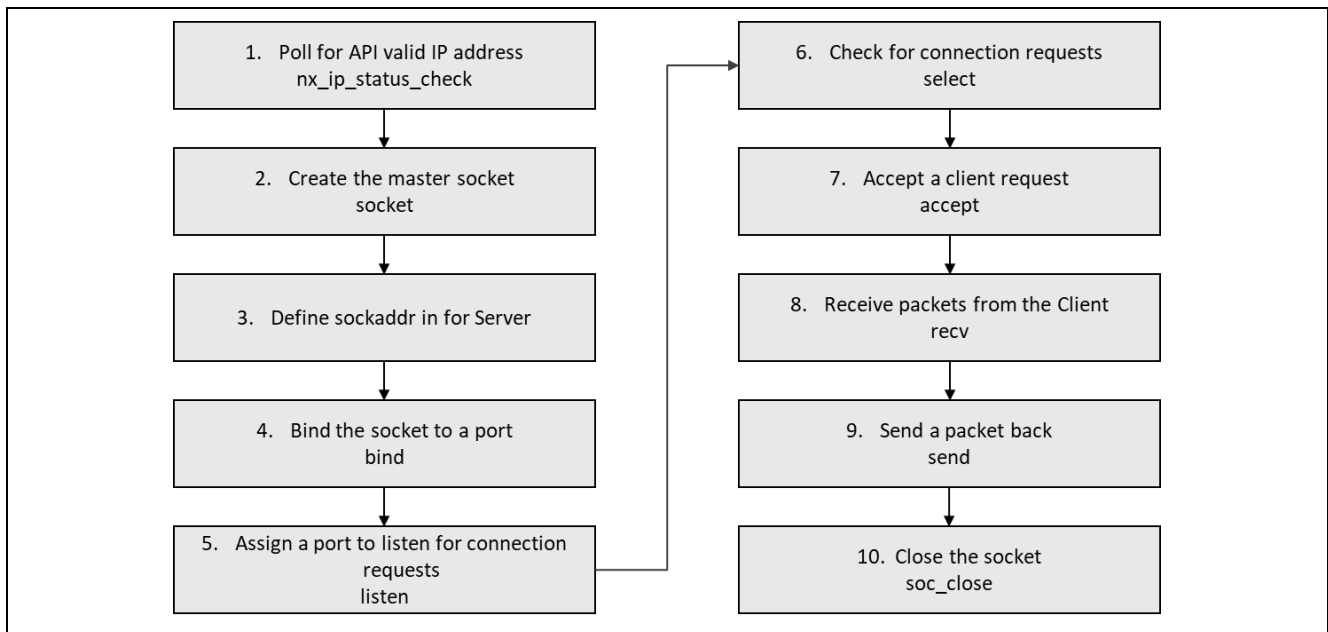 1. Poll for API valid IP address
nx_ip_status_check
2. Create the master socket
socket
3. Define sockaddr in for Server
4. Bind the socket to a port
bind
5. Assign a port to listen for connection
requests
listen
6. Check for connection requests
select
7. Accept a client request
accept
8. Receive packets from the Client
recv
9. Send a packet back
send
10. Close the socket
soc_close